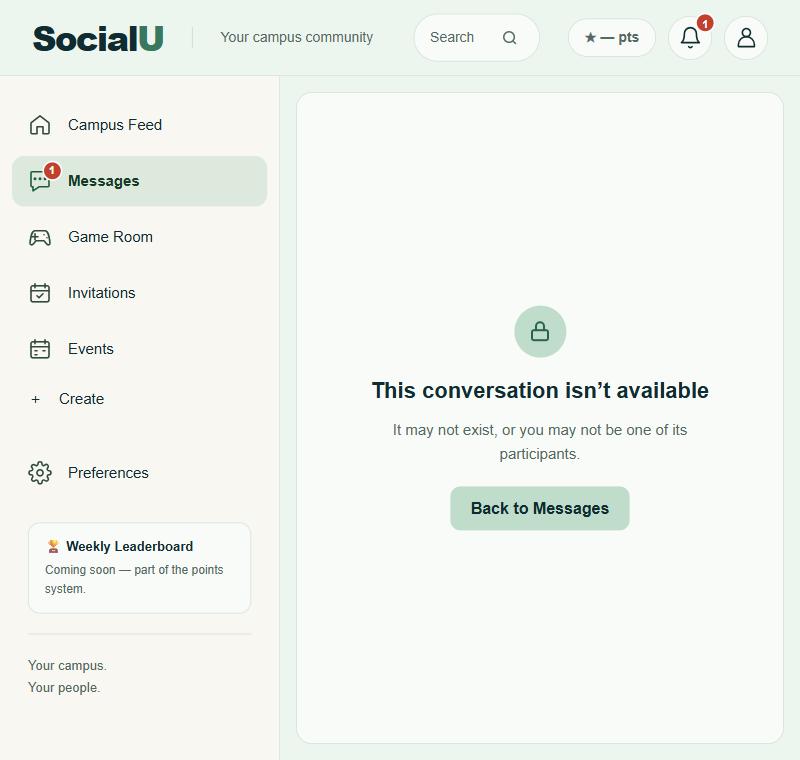 SocialU
Your campus community
Search
★ — pts
1
Campus Feed
1
Messages
Game Room
Invitations
Events
+ Create
Preferences
Weekly Leaderboard
Coming soon — part of the points
system.
Your campus.
Your people.
This conversation isn’t available
It may not exist, or you may not be one of its
participants.
Back to Messages